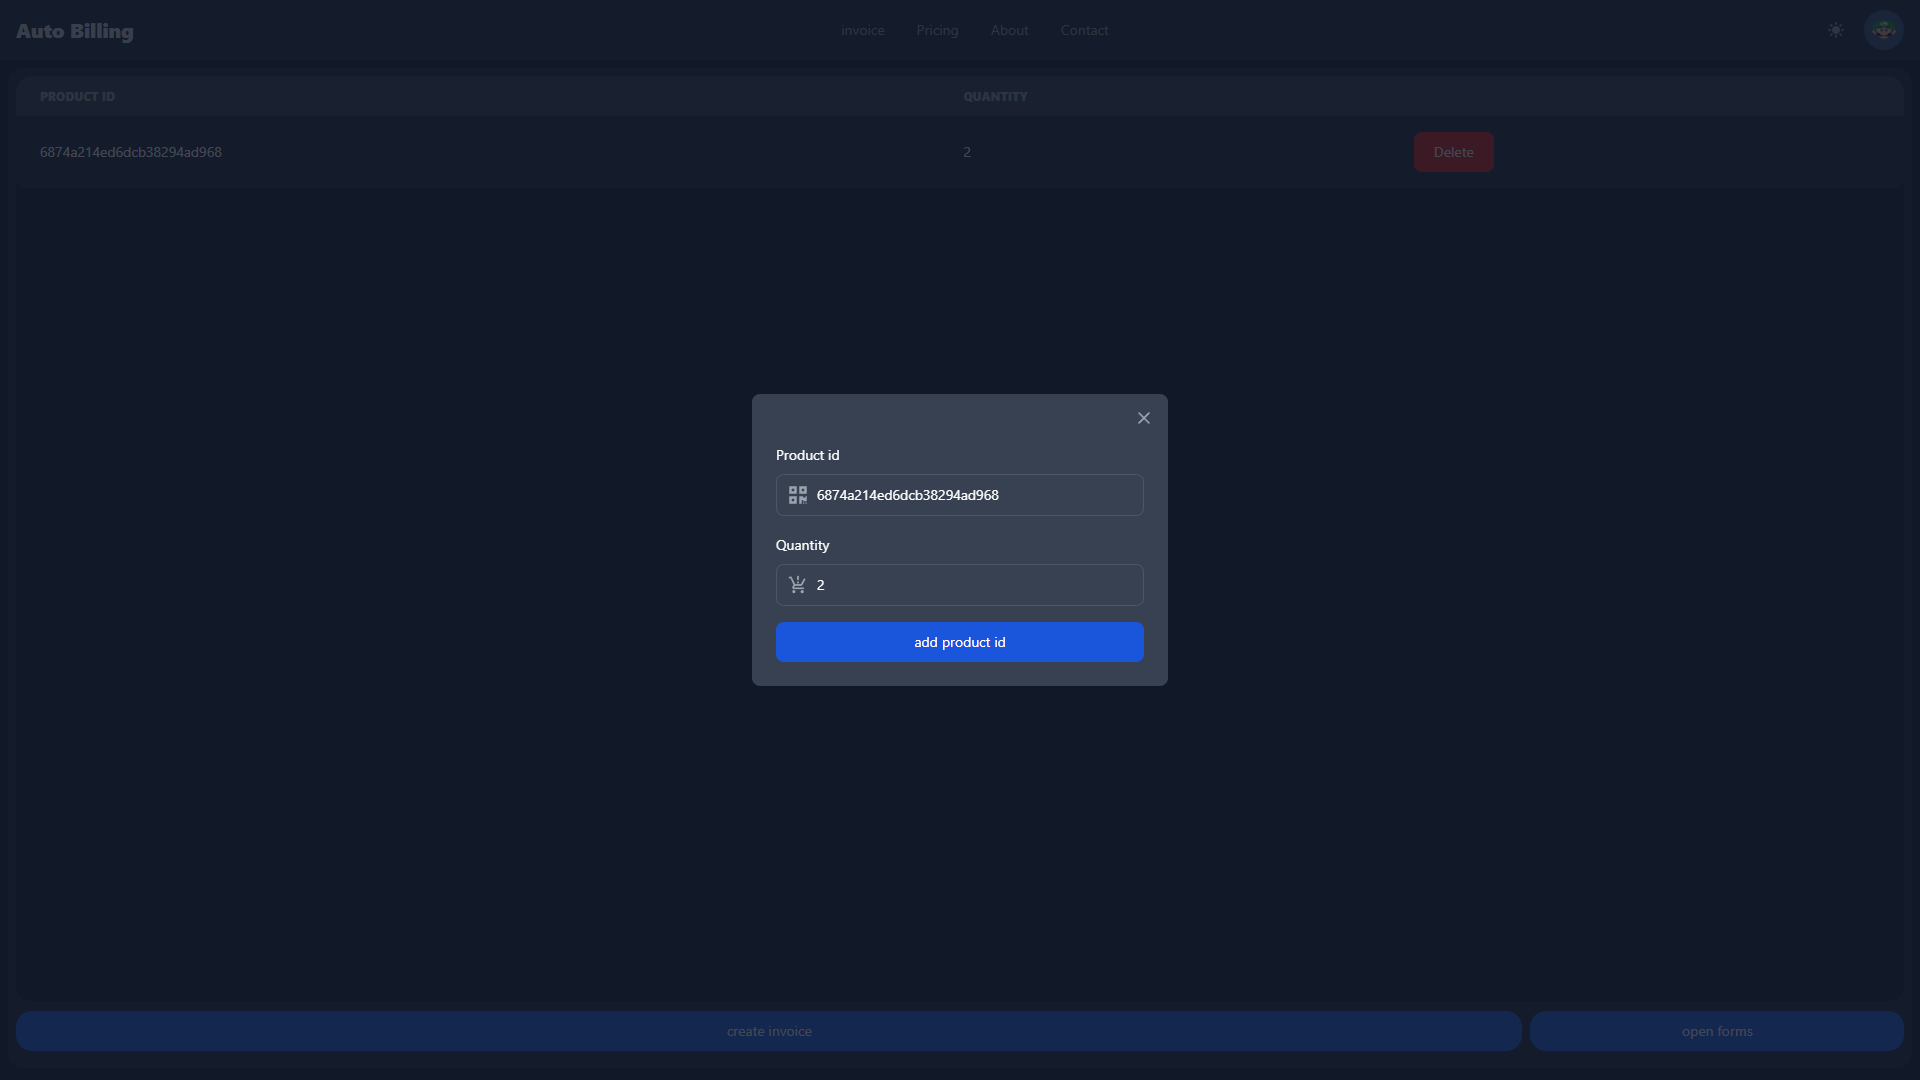 Auto Billing
invoice Pricing About Contact
PRODUCT ID QUANTITY
6874a214ed6dcb38294ad968 2 Delete
Product id
6874a214ed6dcb38294ad968
Quantity
2
add product id
create invoice open forms